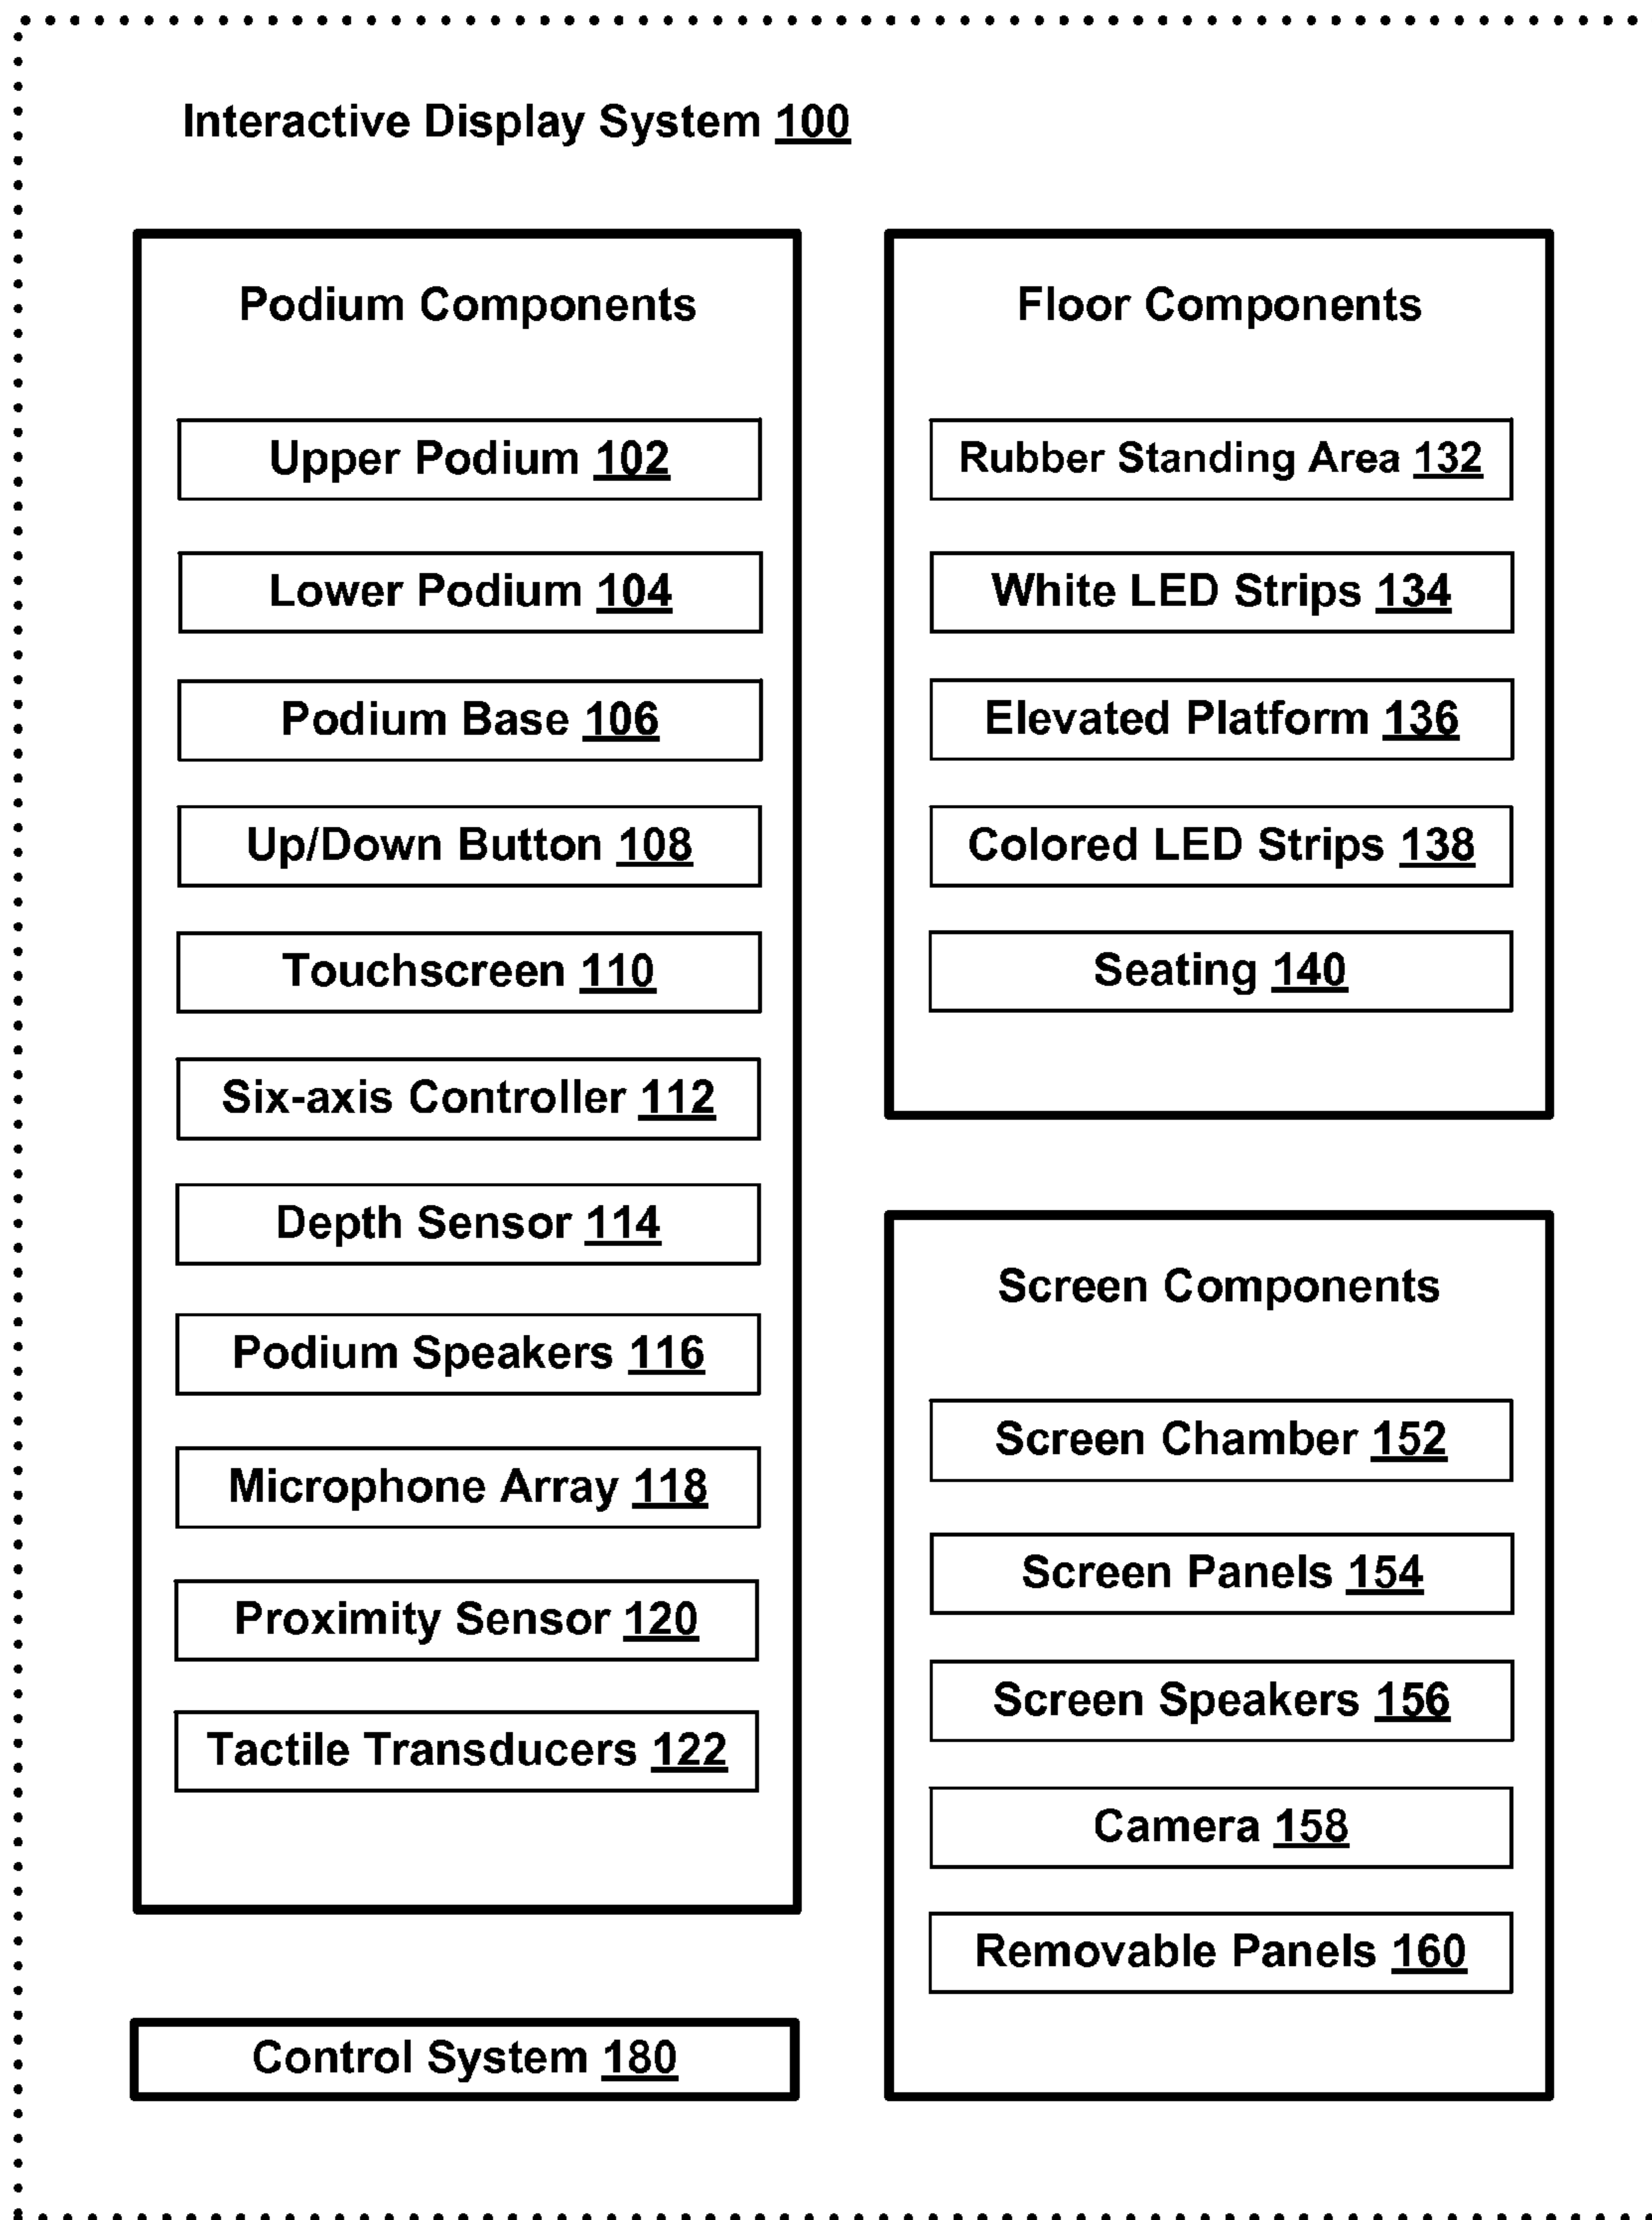 Interactive Display System 100
Podium Components
Upper Podium 102
Lower Podium 104
Podium Base 106
Up/Down Button 108
Touchscreen 110
Six-axis Controller 112
Depth Sensor 114
Podium Speakers 116
Microphone Array 118
Proximity Sensor 120
Tactile Transducers 122
Control System 180
Floor Components
Rubber Standing Area 132
White LED Strips 134
Elevated Platform 136
Colored LED Strips 138
Seating 140
Screen Components
Screen Chamber 152
Screen Panels 154
Screen Speakers 156
Camera 158
Removable Panels 160